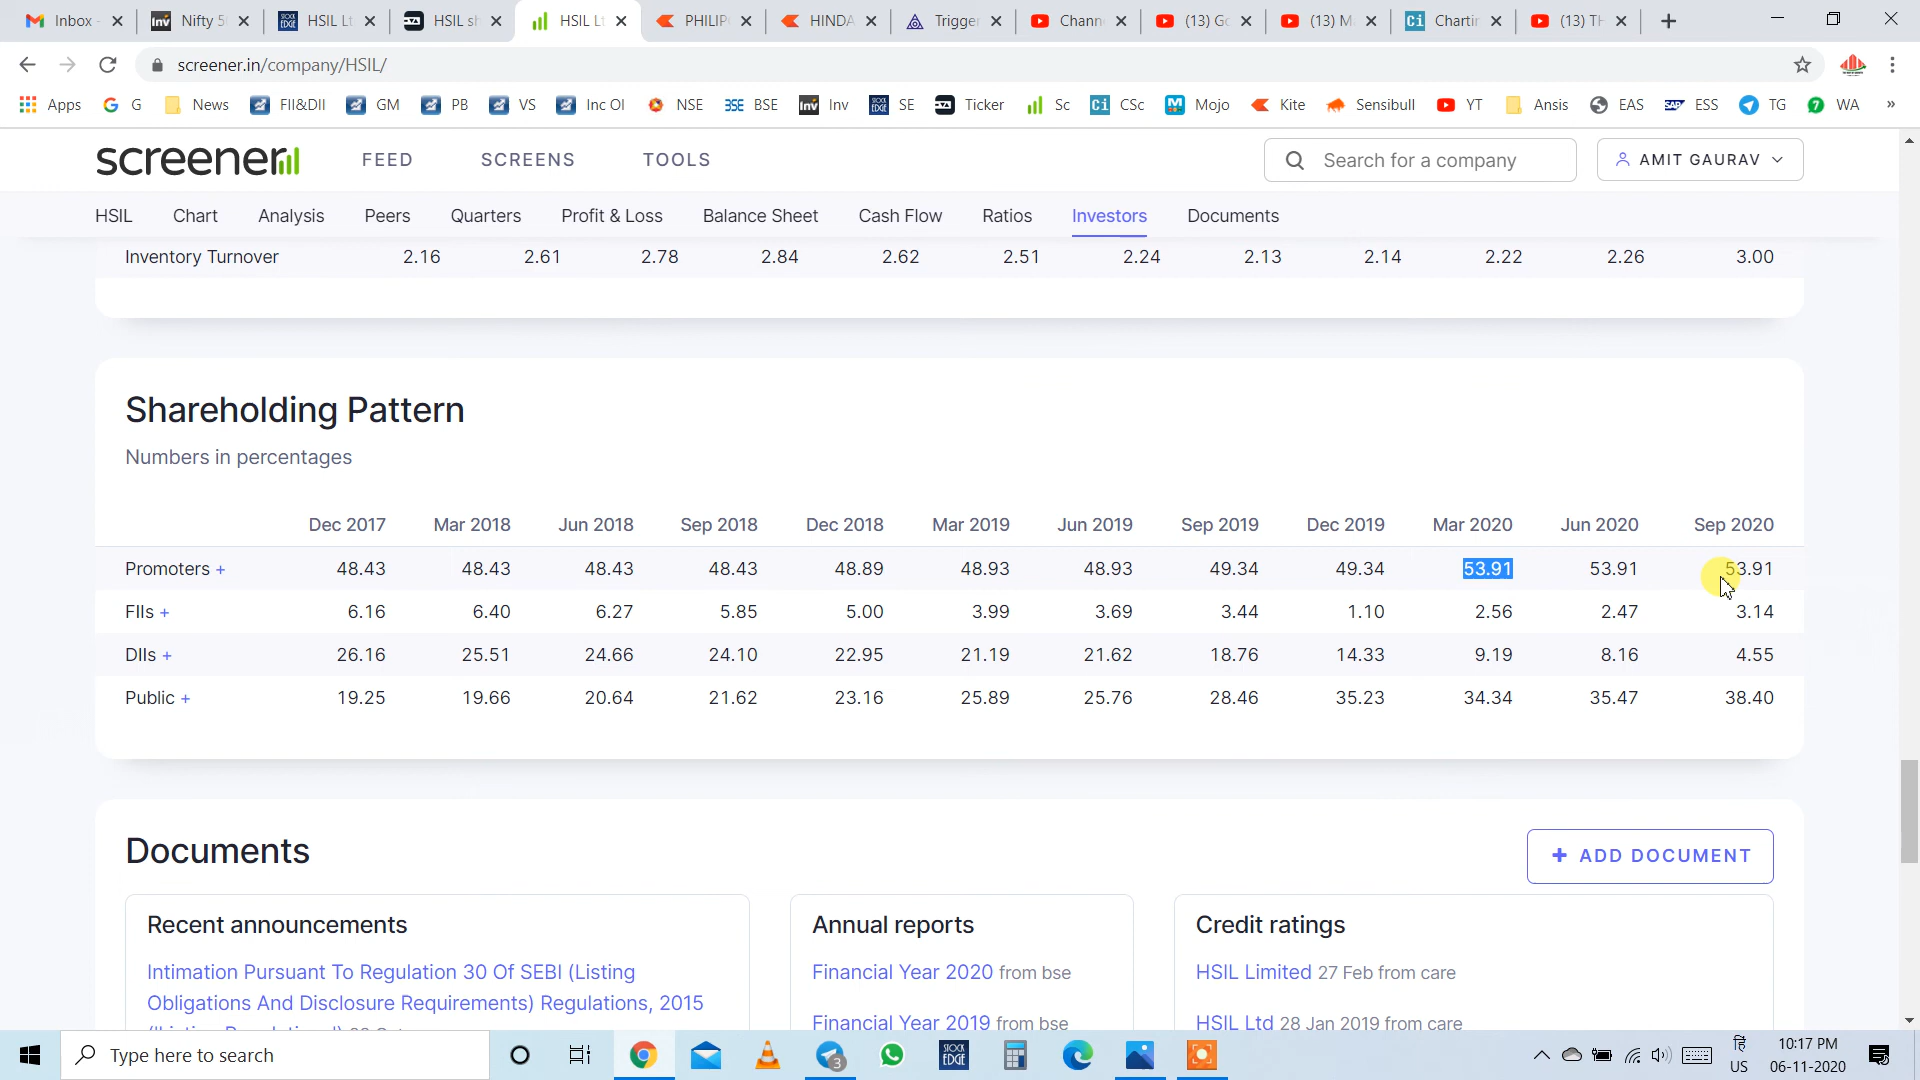 Inbox - Nifty 5 HSIL Lt HSIL sh HSIL Lt PHILIP HINDA Trigger Chann (13) Gc (13) M Chartin (13) TH
screener.in/company/HSIL/
Apps G News FII&DII GM PB VS Inc OI NSE BSE Inv SE Ticker Sc CSc Mojo Kite Sensibull YT Ansis EAS ESS TG WA »
screener FEED SCREENS TOOLS Search for a company AMIT GAURAV
HSIL Chart Analysis Peers Quarters Profit & Loss Balance Sheet Cash Flow Ratios Investors Documents
Inventory Turnover 2.16 2.61 2.78 2.84 2.62 2.51 2.24 2.13 2.14 2.22 2.26 3.00
Shareholding Pattern
Numbers in percentages
Dec 2017 Mar 2018 Jun 2018 Sep 2018 Dec 2018 Mar 2019 Jun 2019 Sep 2019 Dec 2019 Mar 2020 Jun 2020 Sep 2020
Promoters + 48.43 48.43 48.43 48.43 48.89 48.93 48.93 49.34 49.34 53.91 53.91 53.91
FIIs + 6.16 6.40 6.27 5.85 5.00 3.99 3.69 3.44 1.10 2.56 2.47 3.14
DIIs + 26.16 25.51 24.66 24.10 22.95 21.19 21.62 18.76 14.33 9.19 8.16 4.55
Public + 19.25 19.66 20.64 21.62 23.16 25.89 25.76 28.46 35.23 34.34 35.47 38.40
Documents
+ ADD DOCUMENT
Recent announcements Annual reports Credit ratings
Intimation Pursuant To Regulation 30 Of SEBI (Listing Financial Year 2020 from bse HSIL Limited 27 Feb from care
Obligations And Disclosure Requirements) Regulations, 2015
Financial Year 2019 from bse HSIL Ltd 28 Jan 2019 from care
Type here to search
STOCK EDGE
3
हि
US
10:17 PM
06-11-2020